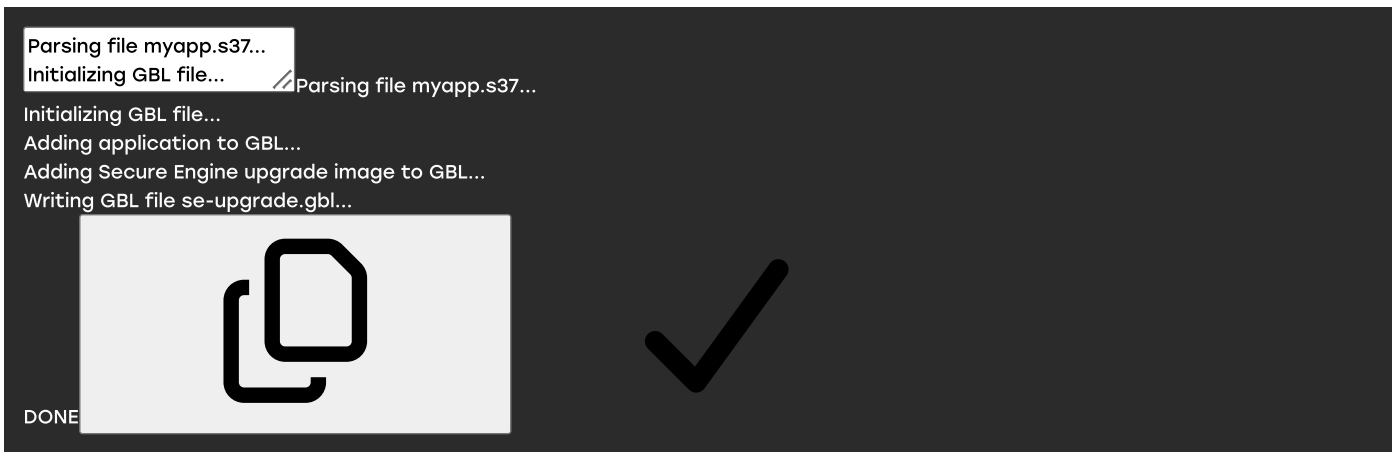 Parsing file myapp.s37...
Initializing GBL file...
Parsing file myapp.s37...
Initializing GBL file...
Adding application to GBL...
Adding Secure Engine upgrade image to GBL...
Writing GBL file se-upgrade.gbl...
DONE